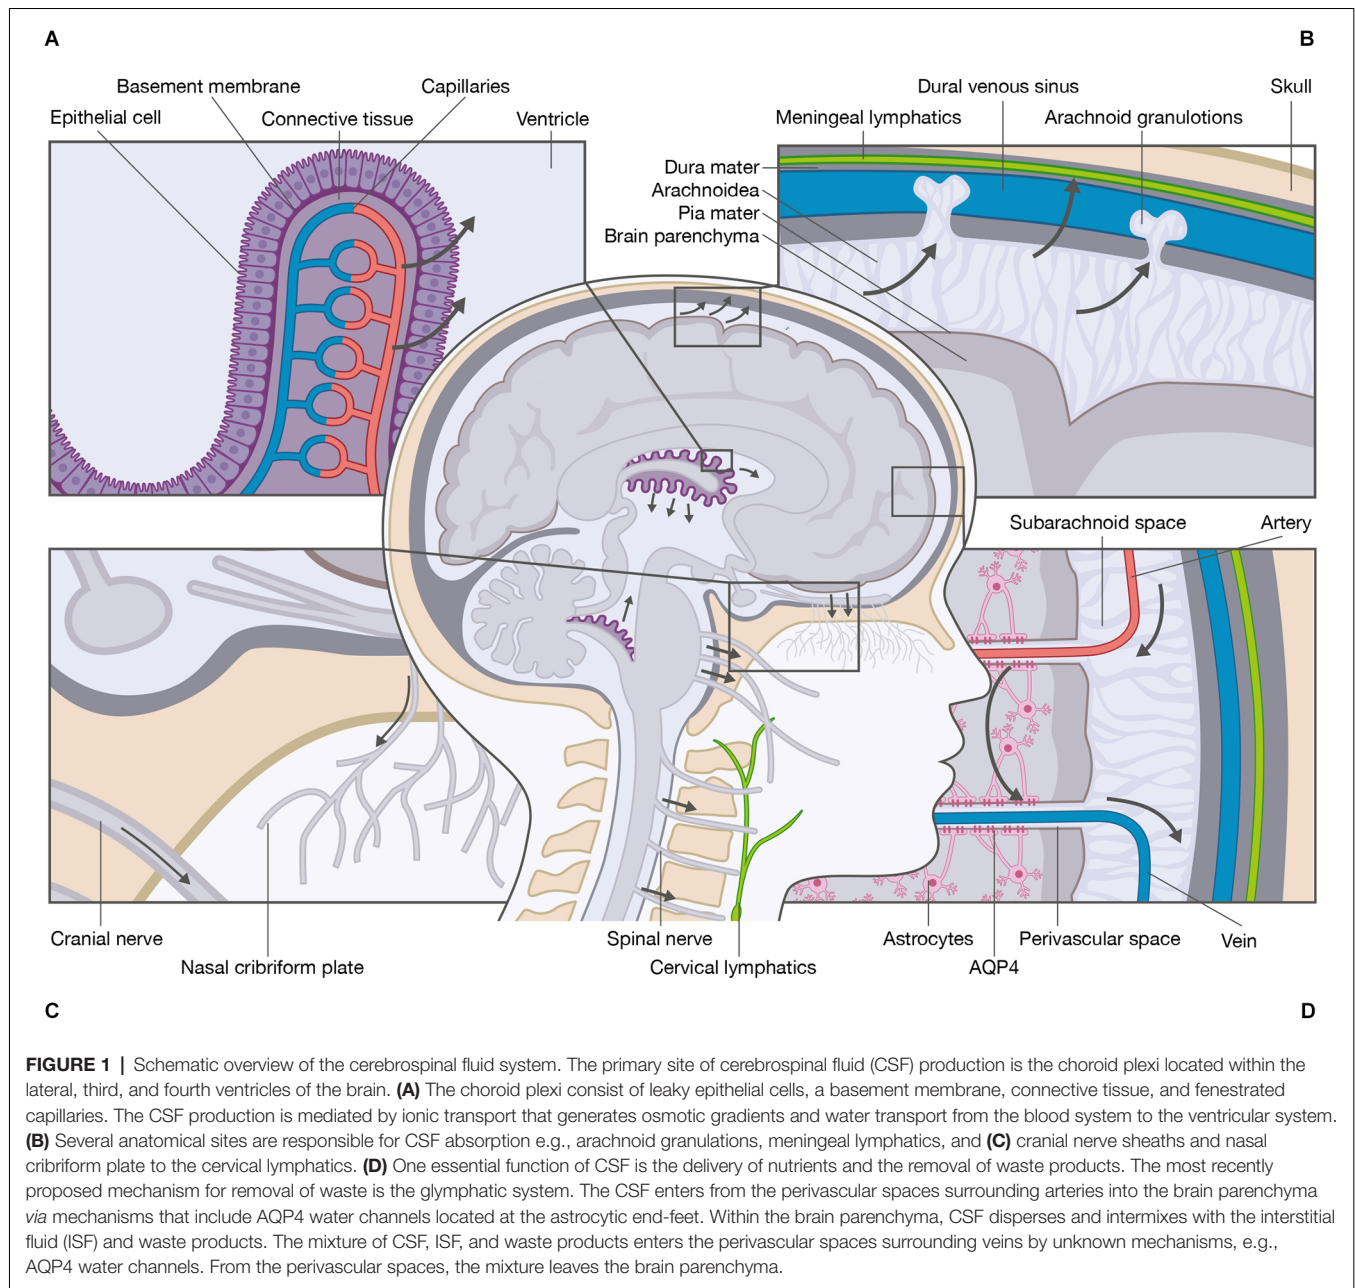 A
B
Basement membrane
Capillaries
Epithelial cell
Connective tissue
Ventricle
Dural venous sinus
Skull
Meningeal lymphatics
Arachnoid granulotions
Dura mater
Arachnoidea
Pia mater
Brain parenchyma
Subarachnoid space
Artery
Cranial nerve
Nasal cribriform plate
Spinal nerve
Cervical lymphatics
Astrocytes
AQP4
Perivascular space
Vein
C
D
FIGURE 1 | Schematic overview of the cerebrospinal fluid system. The primary site of cerebrospinal fluid (CSF) production is the choroid plexi located within the
lateral, third, and fourth ventricles of the brain. (A) The choroid plexi consist of leaky epithelial cells, a basement membrane, connective tissue, and fenestrated
capillaries. The CSF production is mediated by ionic transport that generates osmotic gradients and water transport from the blood system to the ventricular system.
(B) Several anatomical sites are responsible for CSF absorption e.g., arachnoid granulations, meningeal lymphatics, and (C) cranial nerve sheaths and nasal
cribriform plate to the cervical lymphatics. (D) One essential function of CSF is the delivery of nutrients and the removal of waste products. The most recently
proposed mechanism for removal of waste is the glymphatic system. The CSF enters from the perivascular spaces surrounding arteries into the brain parenchyma
via mechanisms that include AQP4 water channels located at the astrocytic end-feet. Within the brain parenchyma, CSF disperses and intermixes with the interstitial
fluid (ISF) and waste products. The mixture of CSF, ISF, and waste products enters the perivascular spaces surrounding veins by unknown mechanisms, e.g.,
AQP4 water channels. From the perivascular spaces, the mixture leaves the brain parenchyma.